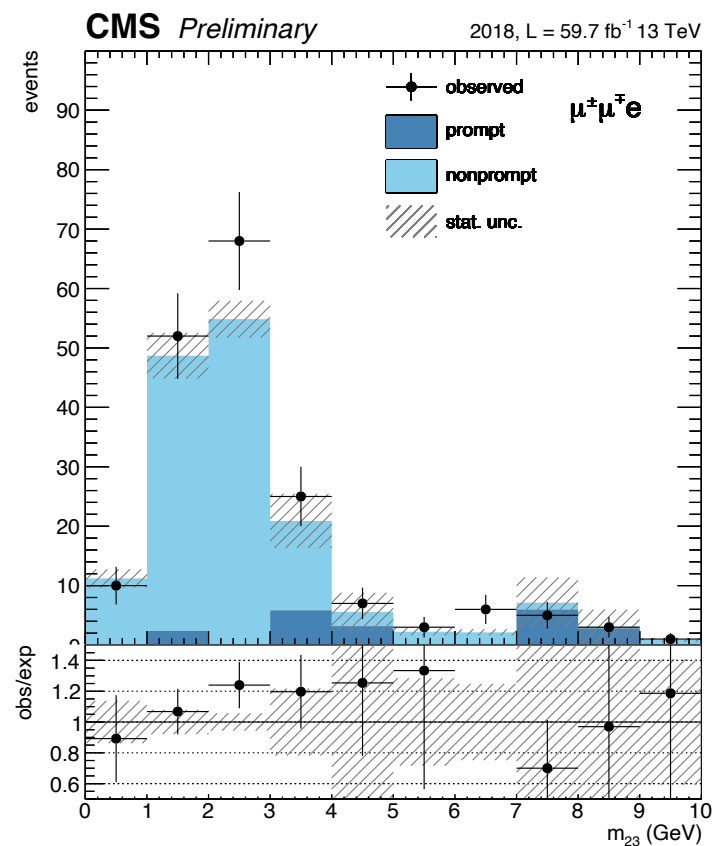 CMS Preliminary 2018, L = 59.7 fb⁻¹ 13 TeV
events
observed
prompt
nonprompt
stat. unc.
μ±μ∓e
90
80
70
60
50
40
30
20
10
0
obs/exp
1.4
1.2
1
0.8
0.6
0 1 2 3 4 5 6 7 8 9 10
m₂₃ (GeV)